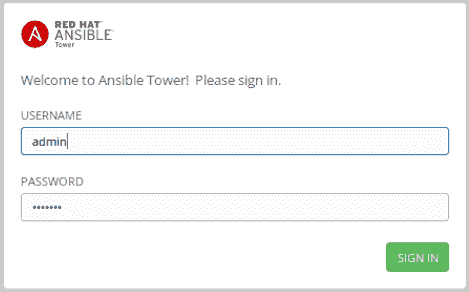 RED HAT®
ANSIBLE®
Tower
Welcome to Ansible Tower! Please sign in.
USERNAME
admin
PASSWORD
•••••••
SIGN IN